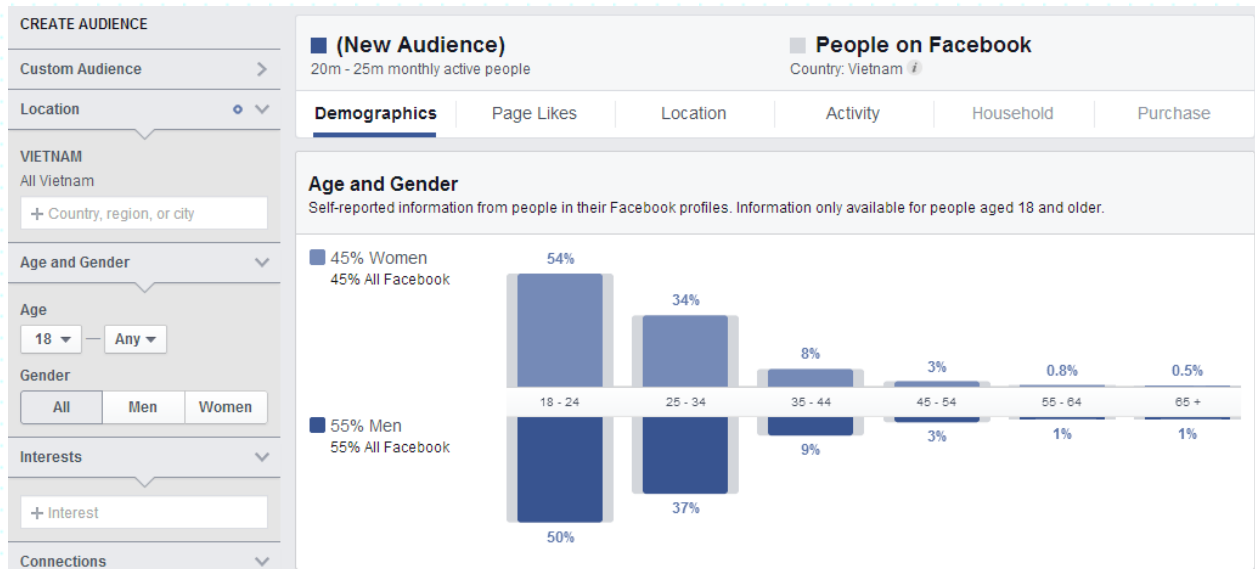 CREATE AUDIENCE
Custom Audience
Location
VIETNAM
All Vietnam
+ Country, region, or city
Age and Gender
Age
18 — Any
Gender
All Men Women
Interests
+ Interest
Connections
(New Audience)
20m - 25m monthly active people
People on Facebook
Country: Vietnam i
Demographics Page Likes Location Activity Household Purchase
Age and Gender
Self-reported information from people in their Facebook profiles. Information only available for people aged 18 and older.
45% Women
45% All Facebook
54% 34% 8% 3% 0.8% 0.5%
18 - 24 25 - 34 35 - 44 45 - 54 55 - 64 65 +
55% Men
55% All Facebook
50% 37% 9% 3% 1% 1%